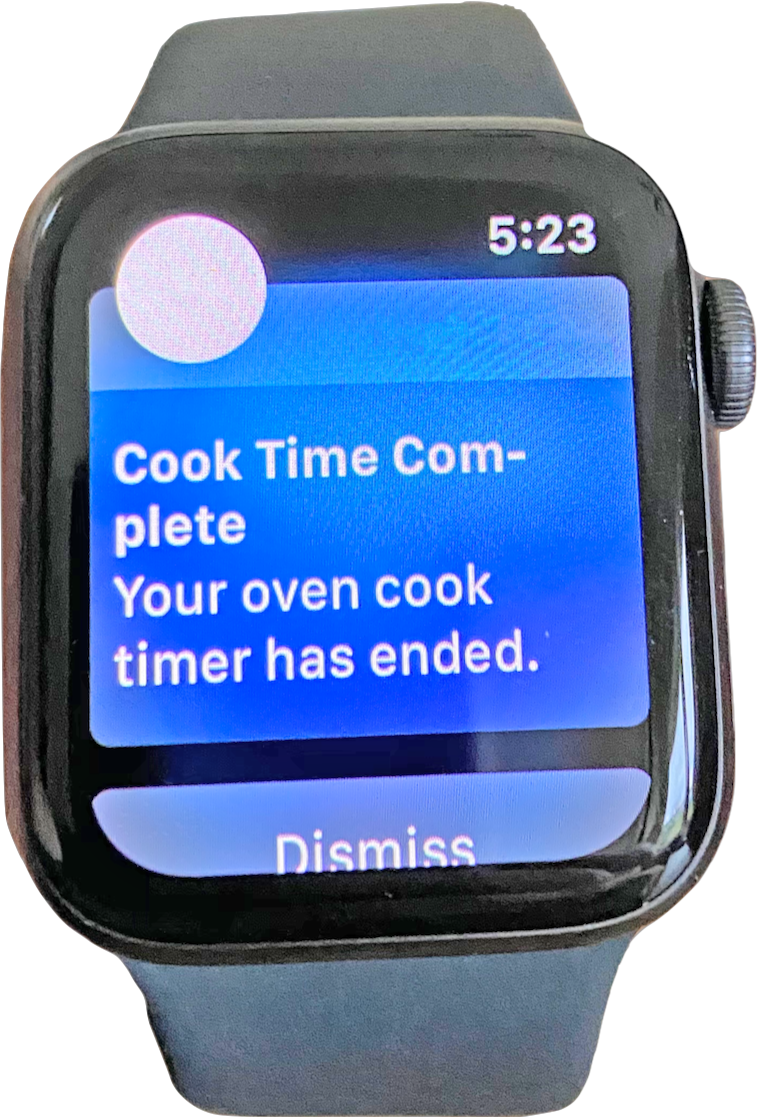 5:23
Cook Time Com-
plete
Your oven cook
timer has ended.
Dismiss